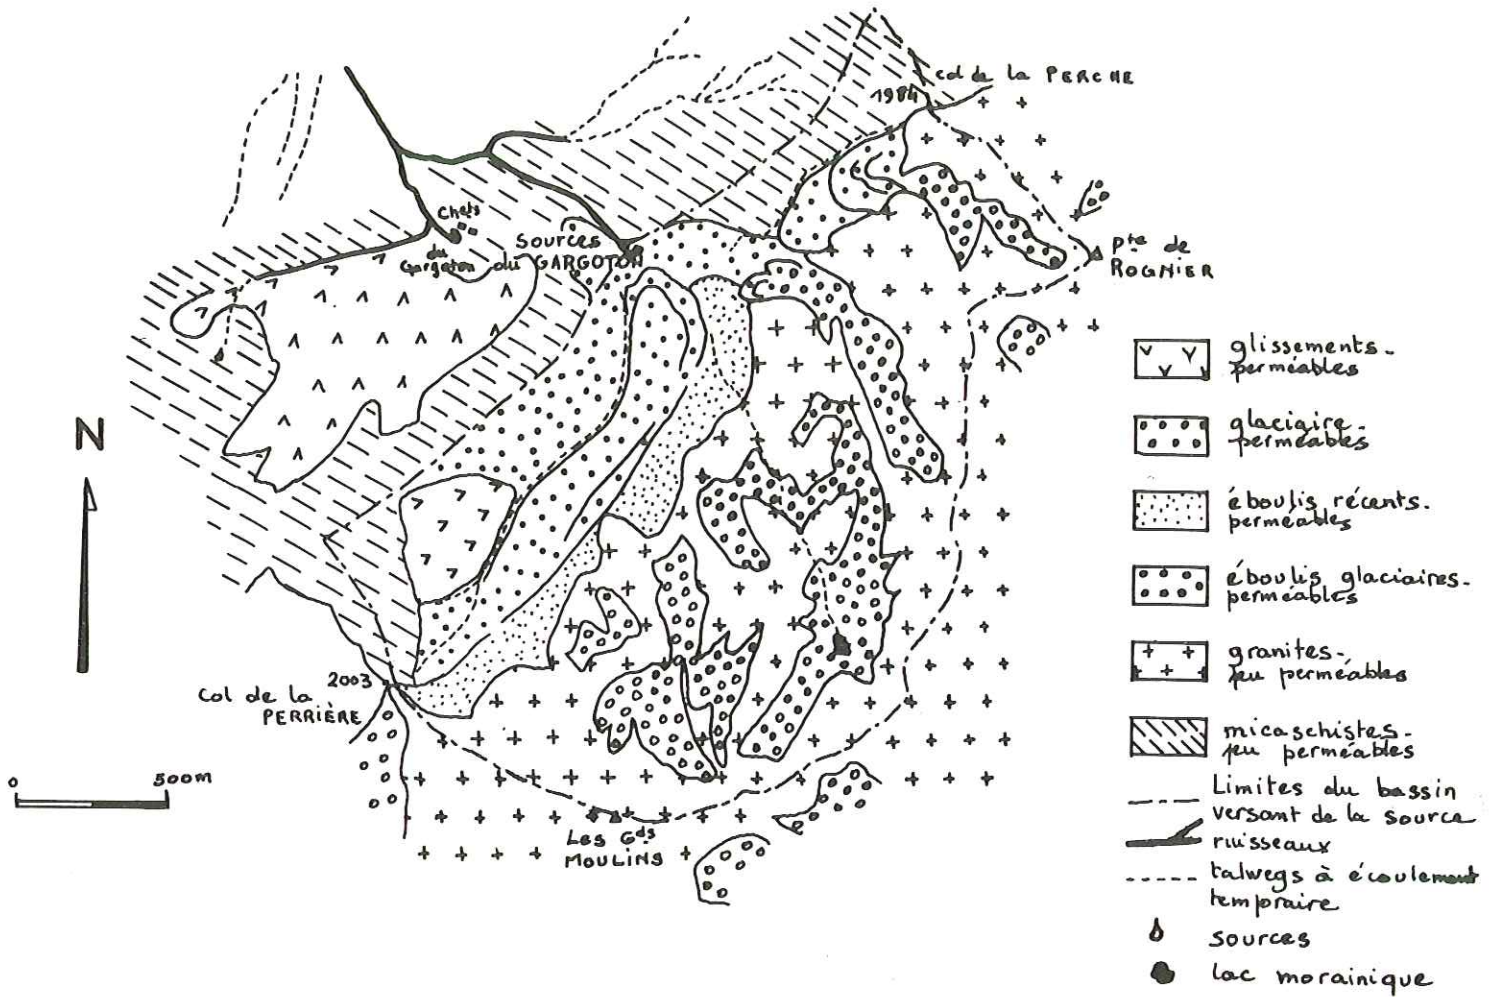 col de la PERCHE
1984
Chets
du
Gargoton
Sources
du GARGOTON
Pte de
ROGNIER
N
2003
col de la
PERRIÈRE
0 500m
Les Gds
MOULINS
glissements-
perméables
glaciaire-
perméables
éboulis récents-
perméables
éboulis glaciaires-
perméables
granites-
peu perméables
micaschistes-
peu perméables
Limites du bassin
versant de la source
ruisseaux
talwegs à écoulement
temporaire
sources
lac morainique